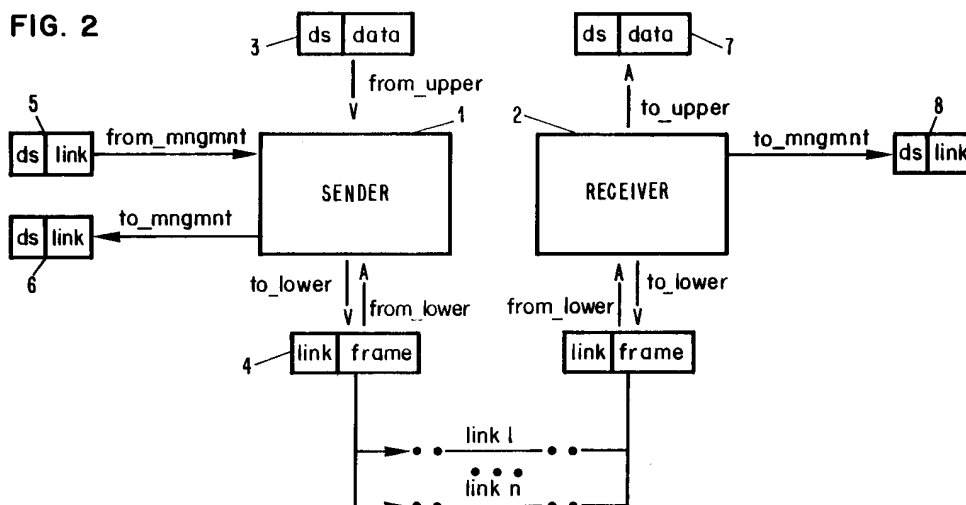 FIG. 2
3 ds data
ds data 7
from_upper
to_upper
5
1
2
8
ds link from_mngmnt
to_mngmnt ds link
SENDER
RECEIVER
ds link to_mngmnt
6
to_lower
from_lower
to_lower
from_lower
4 link frame
link frame
link 1
link n